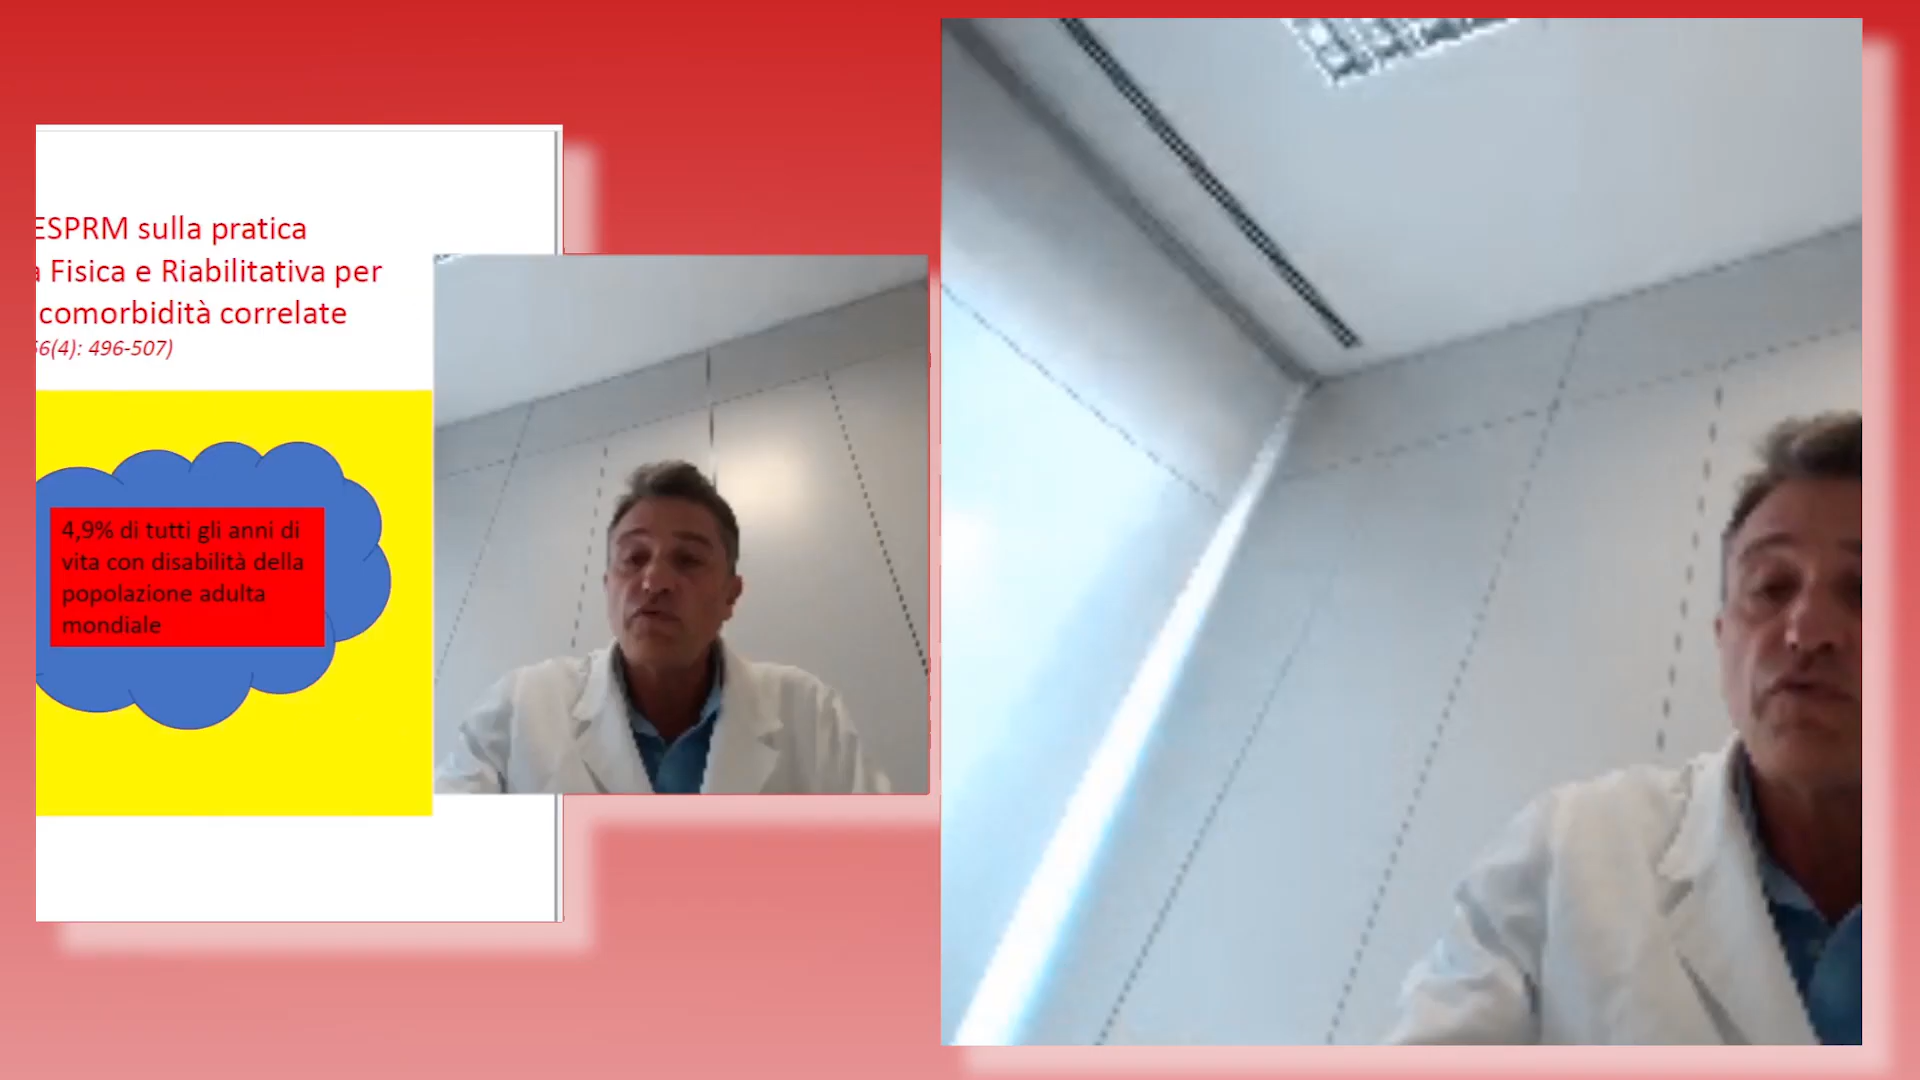 ESPRM sulla pratica
a Fisica e Riabilitativa per
comorbidità correlate
56(4): 496-507)
4,9% di tutti gli anni di
vita con disabilità della
popolazione adulta
mondiale